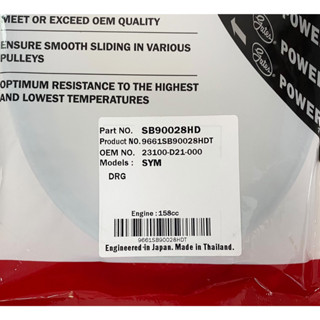 MEET OR EXCEED OEM QUALITY
ENSURE SMOOTH SLIDING IN VARIOUS
PULLEYS
OPTIMUM RESISTANCE TO THE HIGHEST
AND LOWEST TEMPERATURES
Gates
POWER
Gates
POWER
POWER
Part NO. SB90028HD
Product NO. 9661SB90028HDT
OEM NO. 23100-D21-000
Models : SYM
DRG
Engine : 158cc
9661SB90028HDT
Engineered in Japan. Made in Thailand.